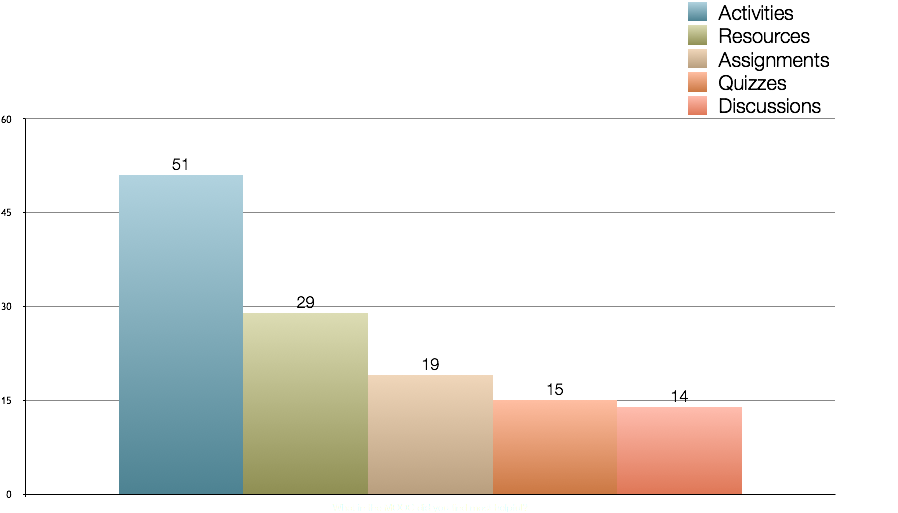 Activities
Resources
Assignments
Quizzes
Discussions
60
51
45
30
29
19
15
15
14
0